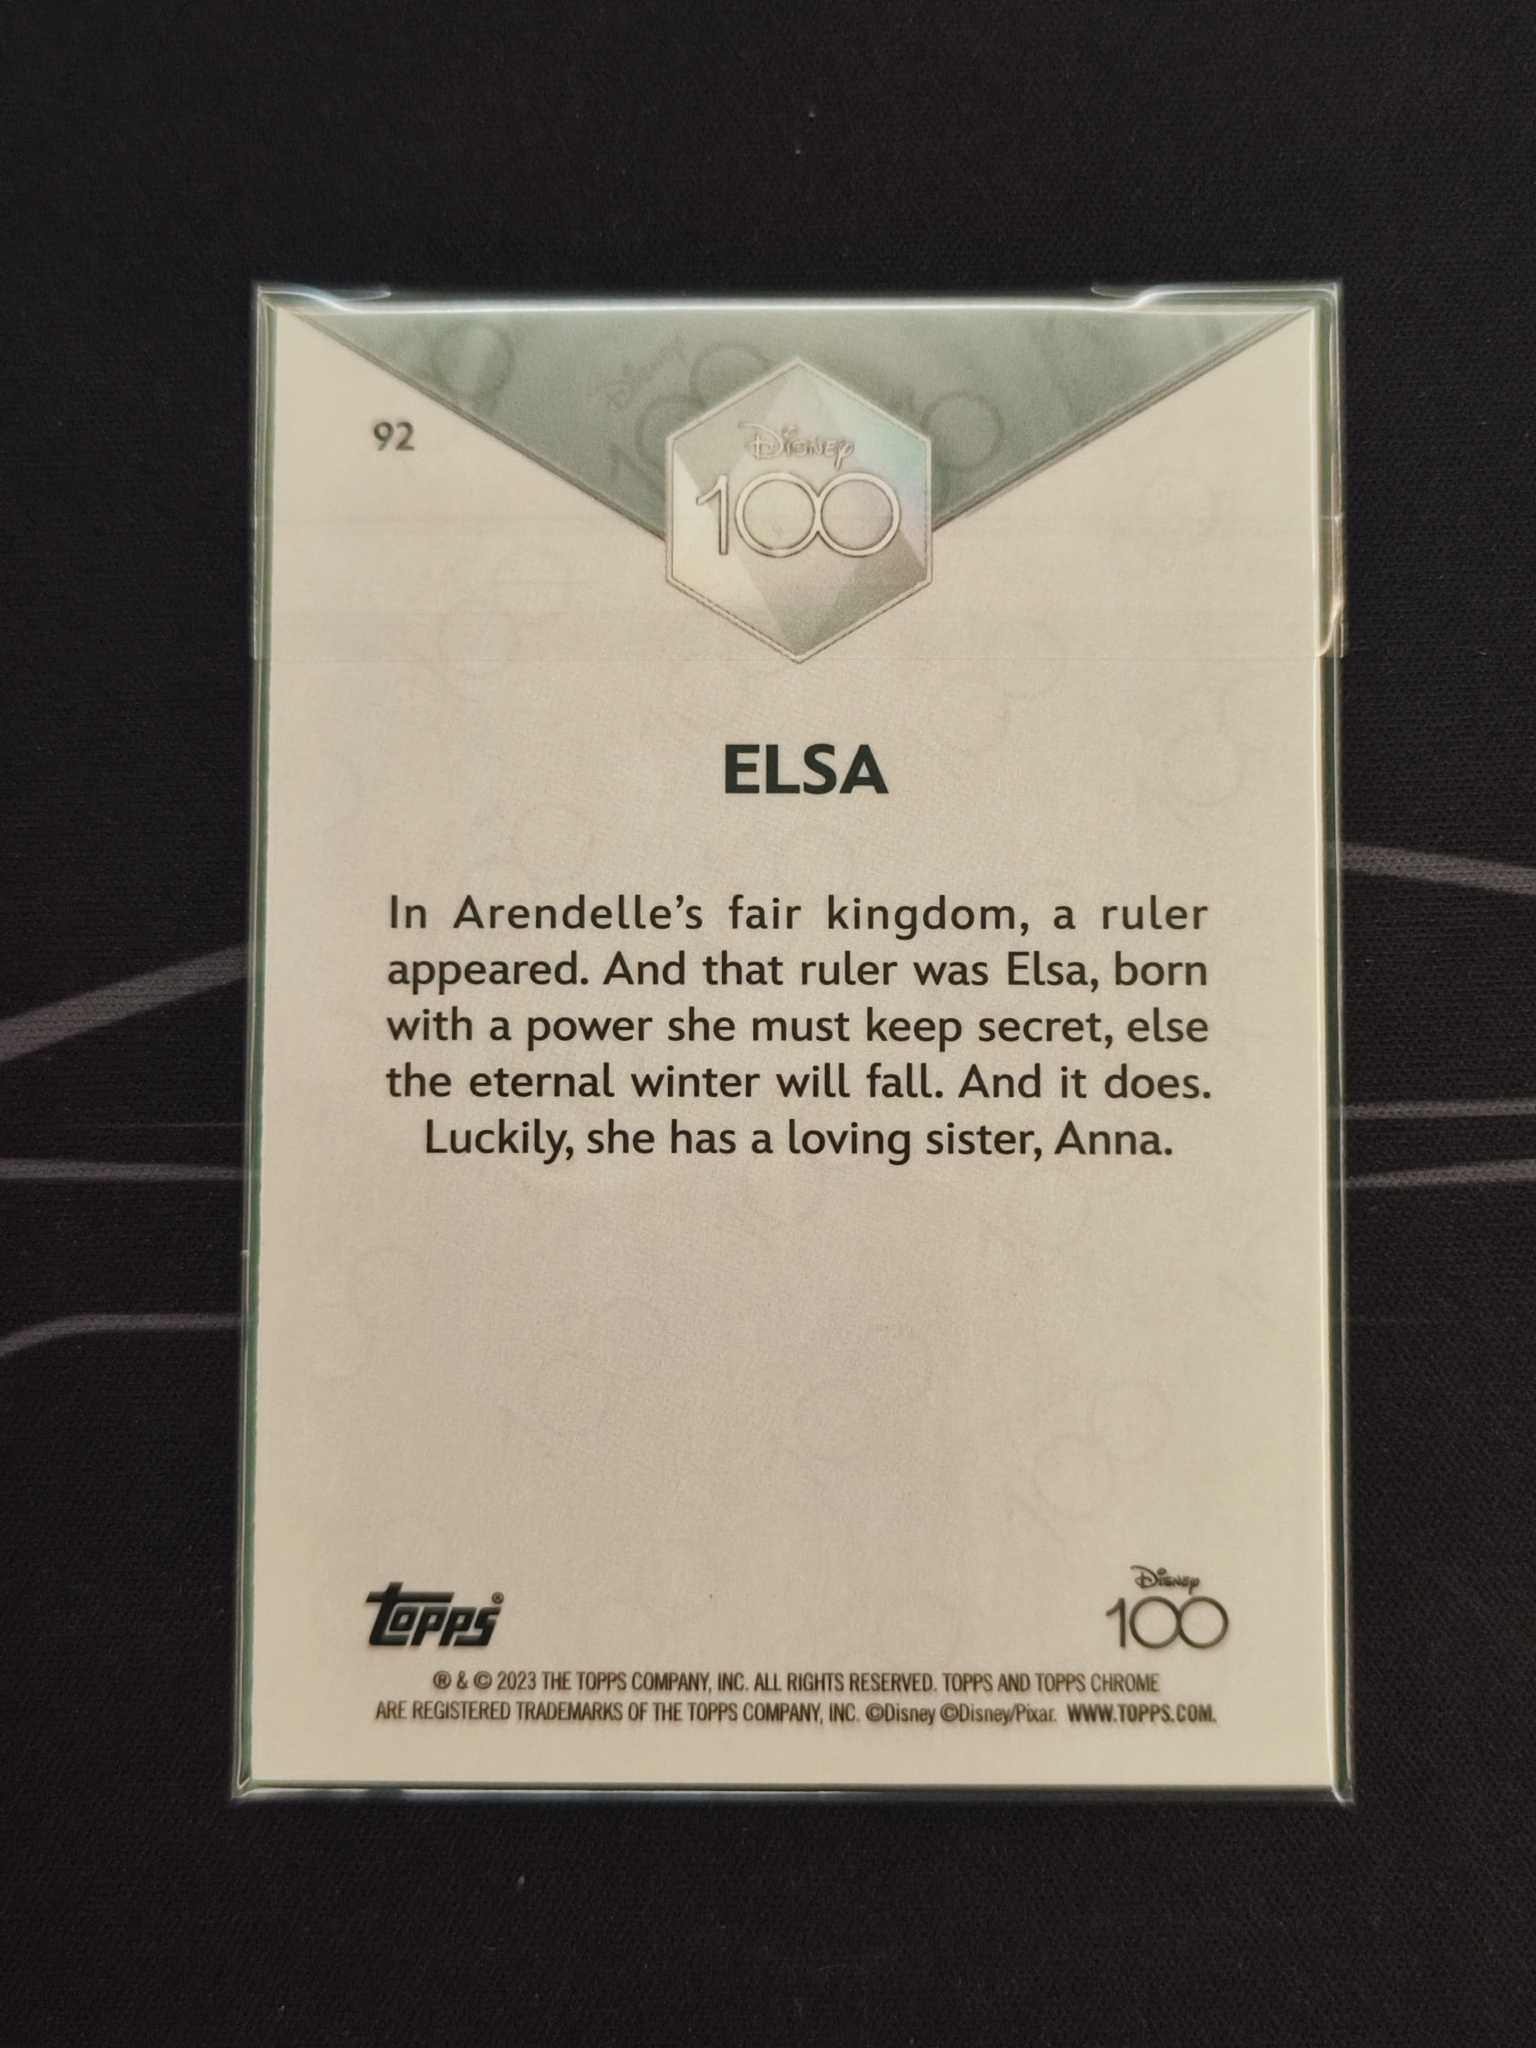 92
Disney
100
ELSA
In Arendelle's fair kingdom, a ruler
appeared. And that ruler was Elsa, born
with a power she must keep secret, else
the eternal winter will fall. And it does.
Luckily, she has a loving sister, Anna.
topps®
Disney
100
® & © 2023 THE TOPPS COMPANY, INC. ALL RIGHTS RESERVED. TOPPS AND TOPPS CHROME
ARE REGISTERED TRADEMARKS OF THE TOPPS COMPANY, INC. ©Disney ©Disney/Pixar. WWW.TOPPS.COM.